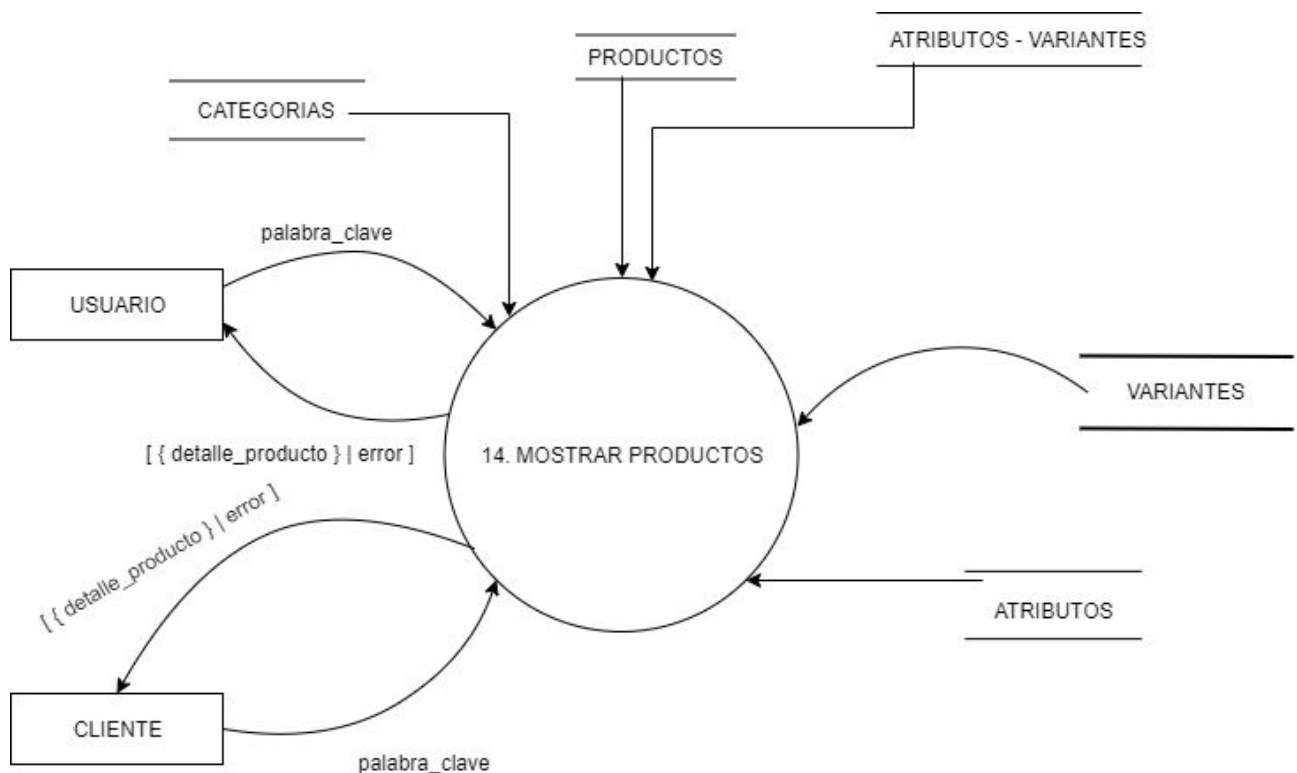 ATRIBUTOS - VARIANTES
PRODUCTOS
CATEGORIAS
palabra_clave
USUARIO
VARIANTES
[ { detalle_producto } | error ]
14. MOSTRAR PRODUCTOS
[ { detalle_producto } | error ]
ATRIBUTOS
CLIENTE
palabra_clave